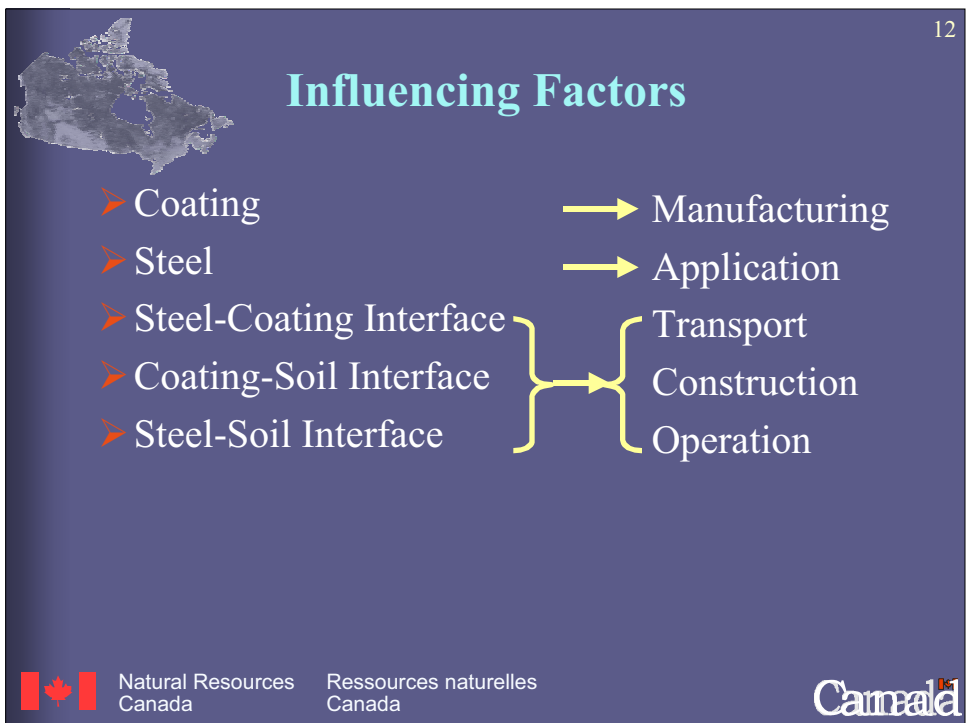 12
Influencing Factors
Coating
Steel
Steel-Coating Interface
Coating-Soil Interface
Steel-Soil Interface
Manufacturing
Application
Transport
Construction
Operation
Natural Resources
Canada
Ressources naturelles
Canada
Canada